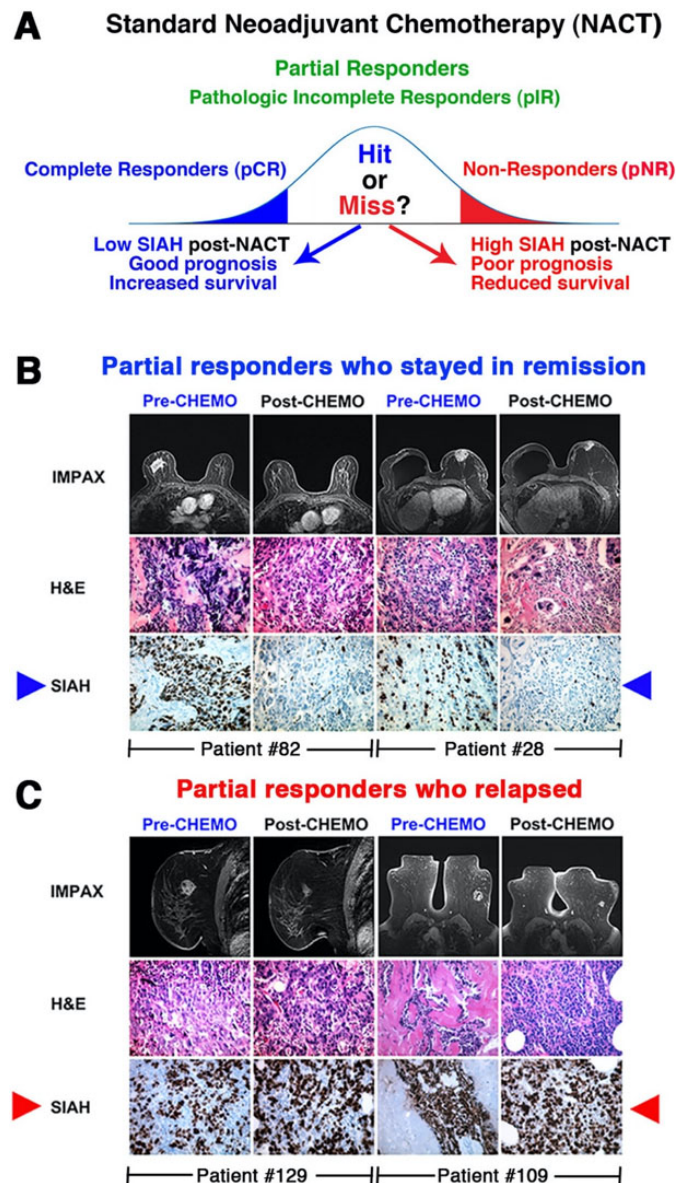 A
Standard Neoadjuvant Chemotherapy (NACT)
Partial Responders
Pathologic Incomplete Responders (pIR)
Complete Responders (pCR)
Hit
or
Miss?
Non-Responders (pNR)
Low SIAH post-NACT
Good prognosis
Increased survival
High SIAH post-NACT
Poor prognosis
Reduced survival
B
Partial responders who stayed in remission
Pre-CHEMO Post-CHEMO Pre-CHEMO Post-CHEMO
IMPAX
H&E
SIAH
Patient #82 Patient #28
C
Partial responders who relapsed
Pre-CHEMO Post-CHEMO Pre-CHEMO Post-CHEMO
IMPAX
H&E
SIAH
Patient #129 Patient #109